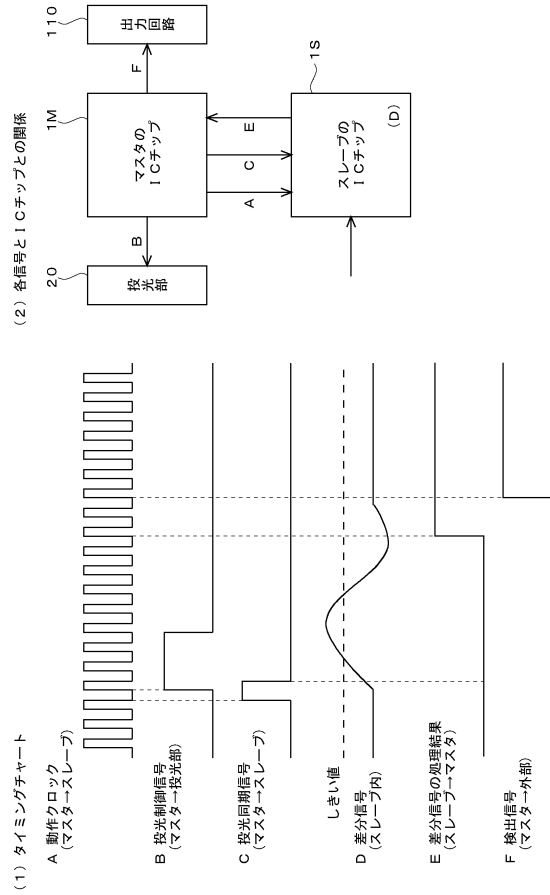 (1) タイミングチャート
A 動作クロック
(マスタ→スレーブ)
B 投光制御信号
(マスタ→投光部)
C 投光同期信号
(マスタ→スレーブ)
しきい値
D 差分信号
(スレーブ内)
E 差分信号の処理結果
(スレーブ→マスタ)
F 検出信号
(マスタ→外部)
(2) 各信号とICチップとの関係
20
投光部
B
1M
マスタの
ICチップ
F
110
出力回路
A
C
E
1S
スレーブの
ICチップ
(D)